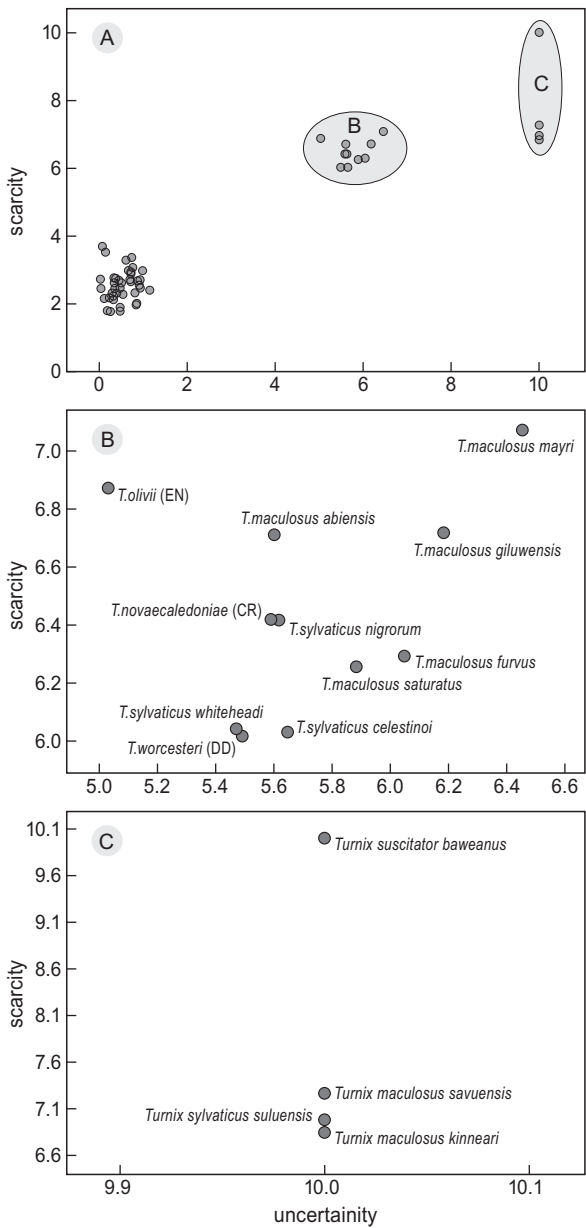 A
10
8
6
4
2
0
scarcity
B
C
0 2 4 6 8 10
B
7.0
6.8
6.6
6.4
6.2
6.0
scarcity
T.maculosus mayri
T.olivii (EN)
T.maculosus abiensis
T.maculosus giluwensis
T.novaecaledoniae (CR)
T.sylvaticus nigrorum
T.maculosus furvus
T.maculosus saturatus
T.sylvaticus whiteheadi
T.sylvaticus celestinoi
T.worcesteri (DD)
5.0 5.2 5.4 5.6 5.8 6.0 6.2 6.4 6.6
C
10.1
9.6
9.1
8.6
8.1
7.6
7.1
6.6
scarcity
Turnix suscitator baweanus
Turnix maculosus savuensis
Turnix sylvaticus suluensis
Turnix maculosus kinneari
9.9 10.0 10.1
uncertainity